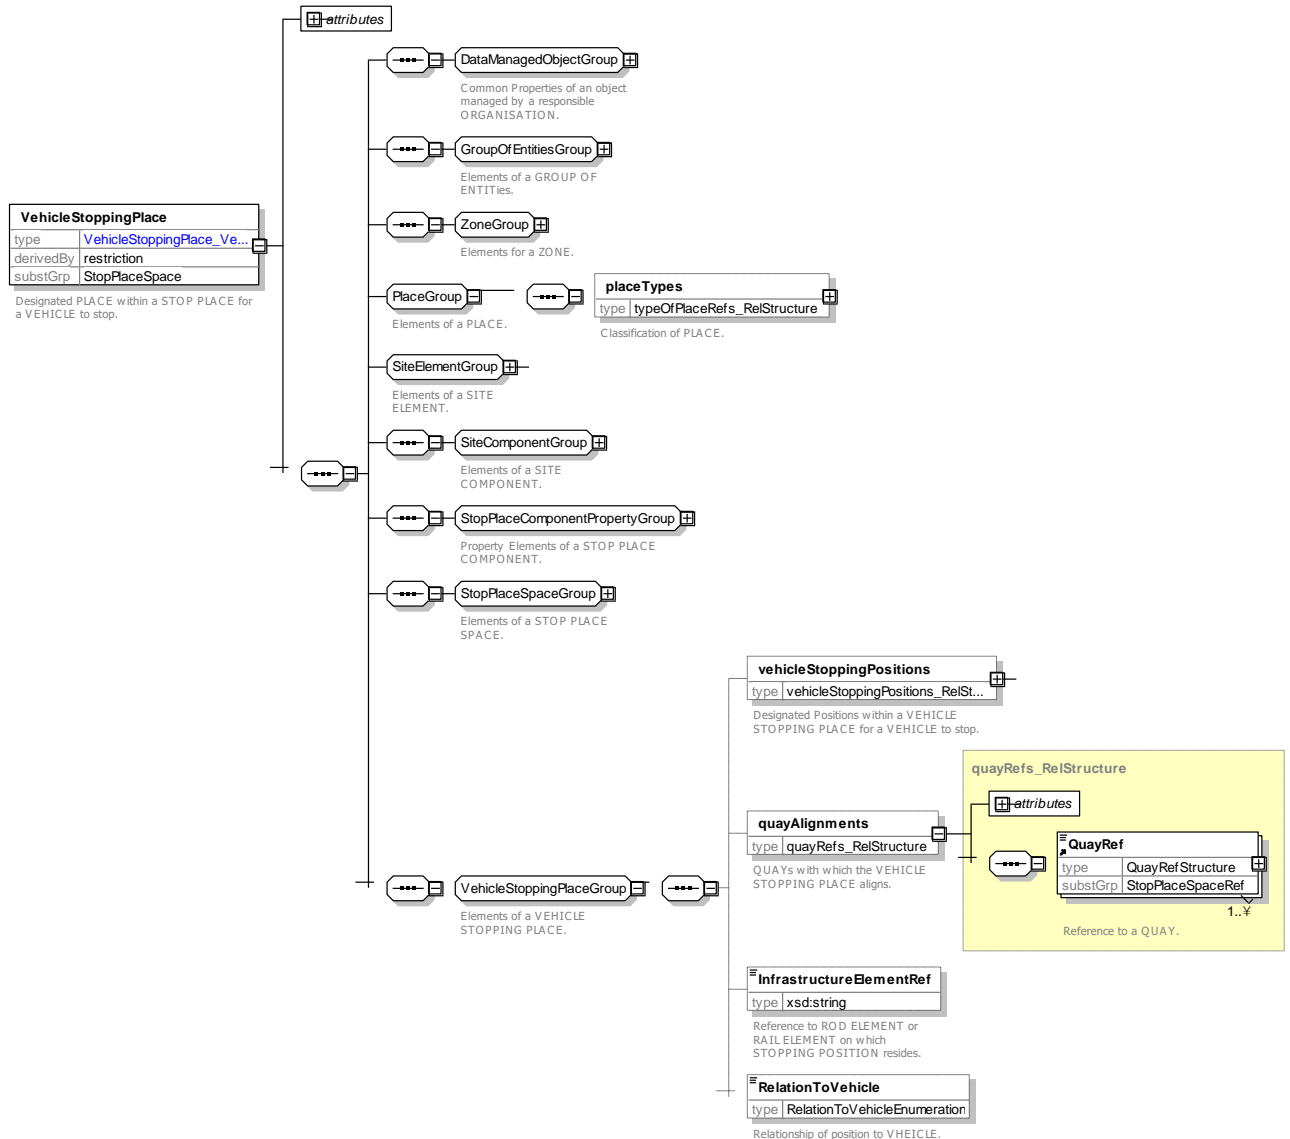 attributes
DataManagedObjectGroup
Common Properties of an object
managed by a responsible
ORGANISATION.
GroupOfEntitiesGroup
Elements of a GROUP OF
ENTITies.
VehicleStoppingPlace
type VehicleStoppingPlace_Ve...
derivedBy restriction
substGrp StopPlaceSpace
Designated PLACE within a STOP PLACE for
a VEHICLE to stop.
ZoneGroup
Elements for a ZONE.
PlaceGroup
Elements of a PLACE.
placeTypes
type typeOfPlaceRefs_RelStructure
Classification of PLACE.
SiteElementGroup
Elements of a SITE
ELEMENT.
SiteComponentGroup
Elements of a SITE
COMPONENT.
StopPlaceComponentPropertyGroup
Property Elements of a STOP PLACE
COMPONENT.
StopPlaceSpaceGroup
Elements of a STOP PLACE
SPACE.
VehicleStoppingPlaceGroup
Elements of a VEHICLE
STOPPING PLACE.
vehicleStoppingPositions
type vehicleStoppingPositions_RelSt...
Designated Positions within a VEHICLE
STOPPING PLACE for a VEHICLE to stop.
quayAlignments
type quayRefs_RelStructure
QUAYs with which the VEHICLE
STOPPING PLACE aligns.
quayRefs_RelStructure
attributes
QuayRef
type QuayRefStructure
substGrp StopPlaceSpaceRef
1..¥
Reference to a QUAY.
InfrastructureElementRef
type xsd:string
Reference to ROD ELEMENT or
RAIL ELEMENT on which
STOPPING POSITION resides.
RelationToVehicle
type RelationToVehicleEnumeration
Relationship of position to VHEICLE.